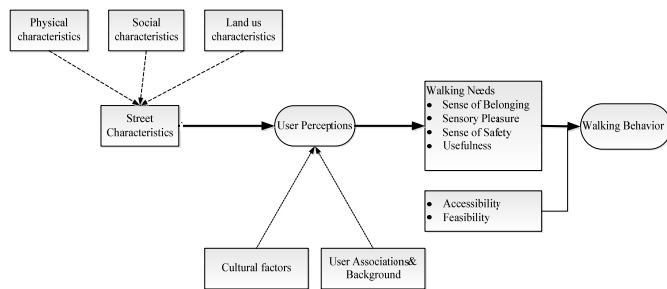 Physical
characteristics
Social
characteristics
Land us
characteristics
Street
Characteristics
User Perceptions
Walking Needs
• Sense of Belonging
• Sensory Pleasure
• Sense of Safety
• Usefulness
Walking Behavior
• Accessibility
• Feasibility
Cultural factors
User Associations&
Background